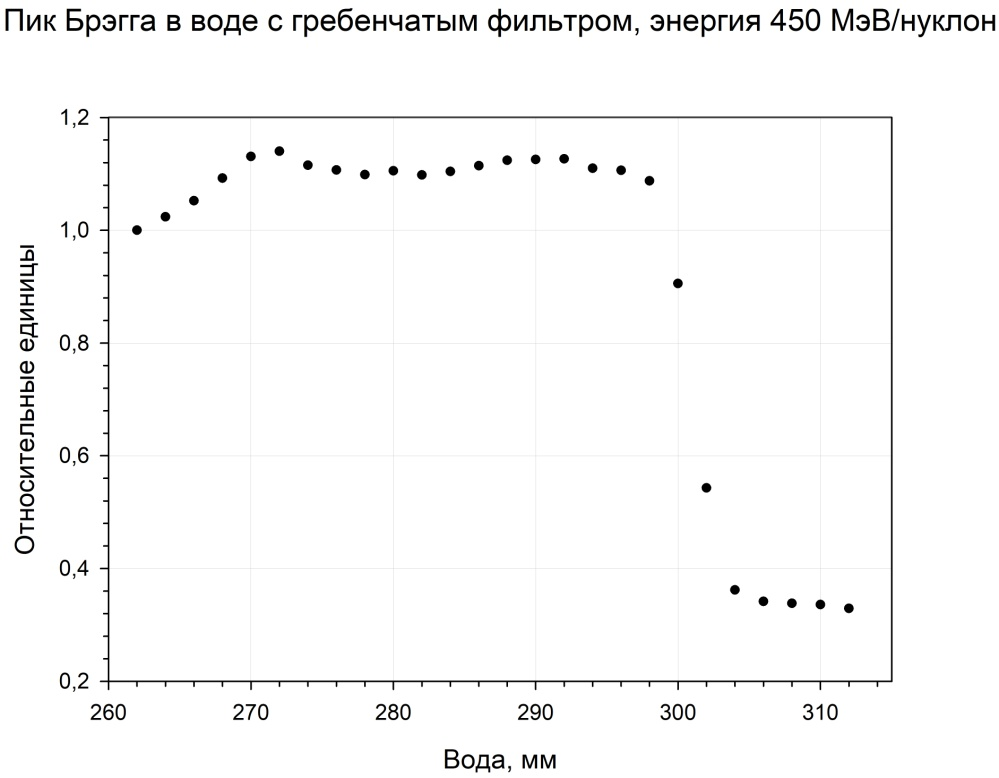 Пик Брэгга в воде с гребенчатым фильтром, энергия 450 МэВ/нуклон
Относительные единицы
1,2
1,0
0,8
0,6
0,4
0,2
260 270 280 290 300 310
Вода, мм